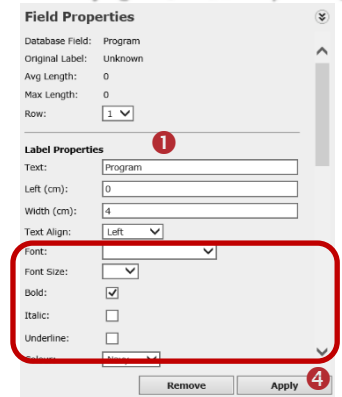 Field Properties
Database Field: Program
Original Label: Unknown
Avg Length: 0
Max Length: 0
Row: 1
1
Label Properties
Text: Program
Left (cm): 0
Width (cm): 4
Text Align: Left
Font:
Font Size:
Bold:
Italic:
Underline:
Remove Apply 4